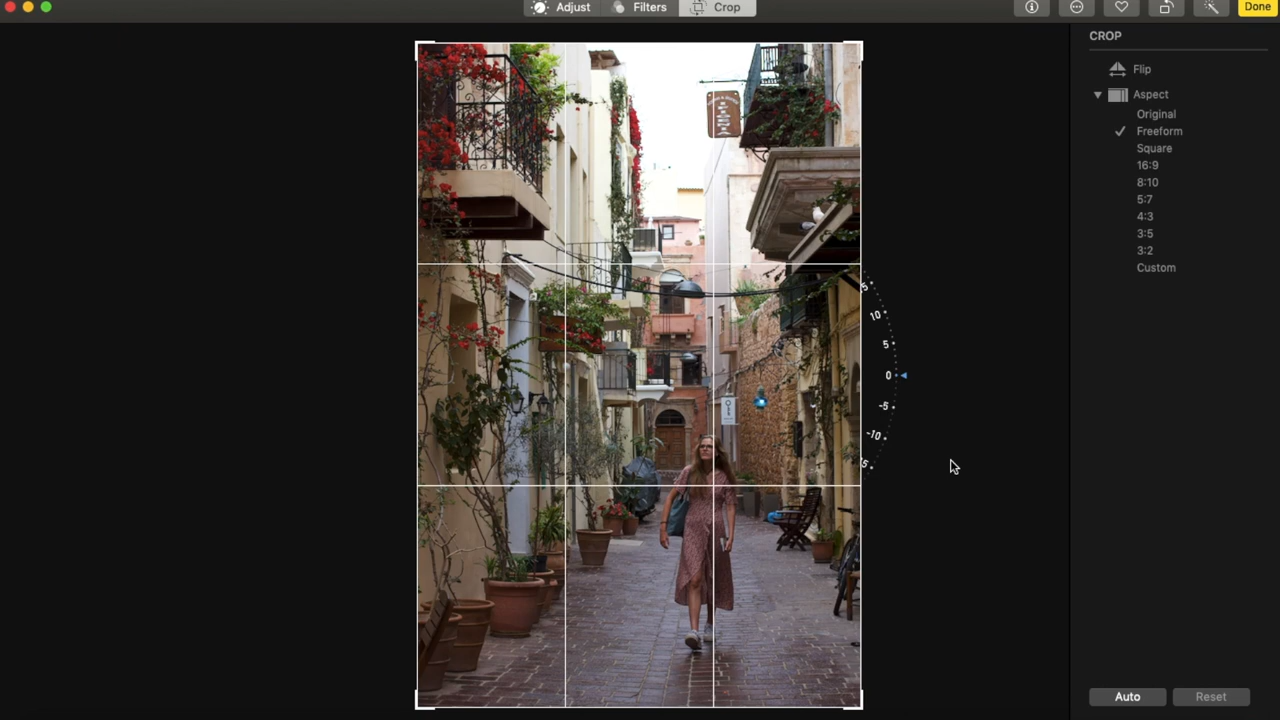 Adjust
Filters
Crop
Done
CROP
Flip
Aspect
Original
Freeform
Square
16:9
8:10
5:7
4:3
3:5
3:2
Custom
10
5
0
-5
-10
Auto
Reset